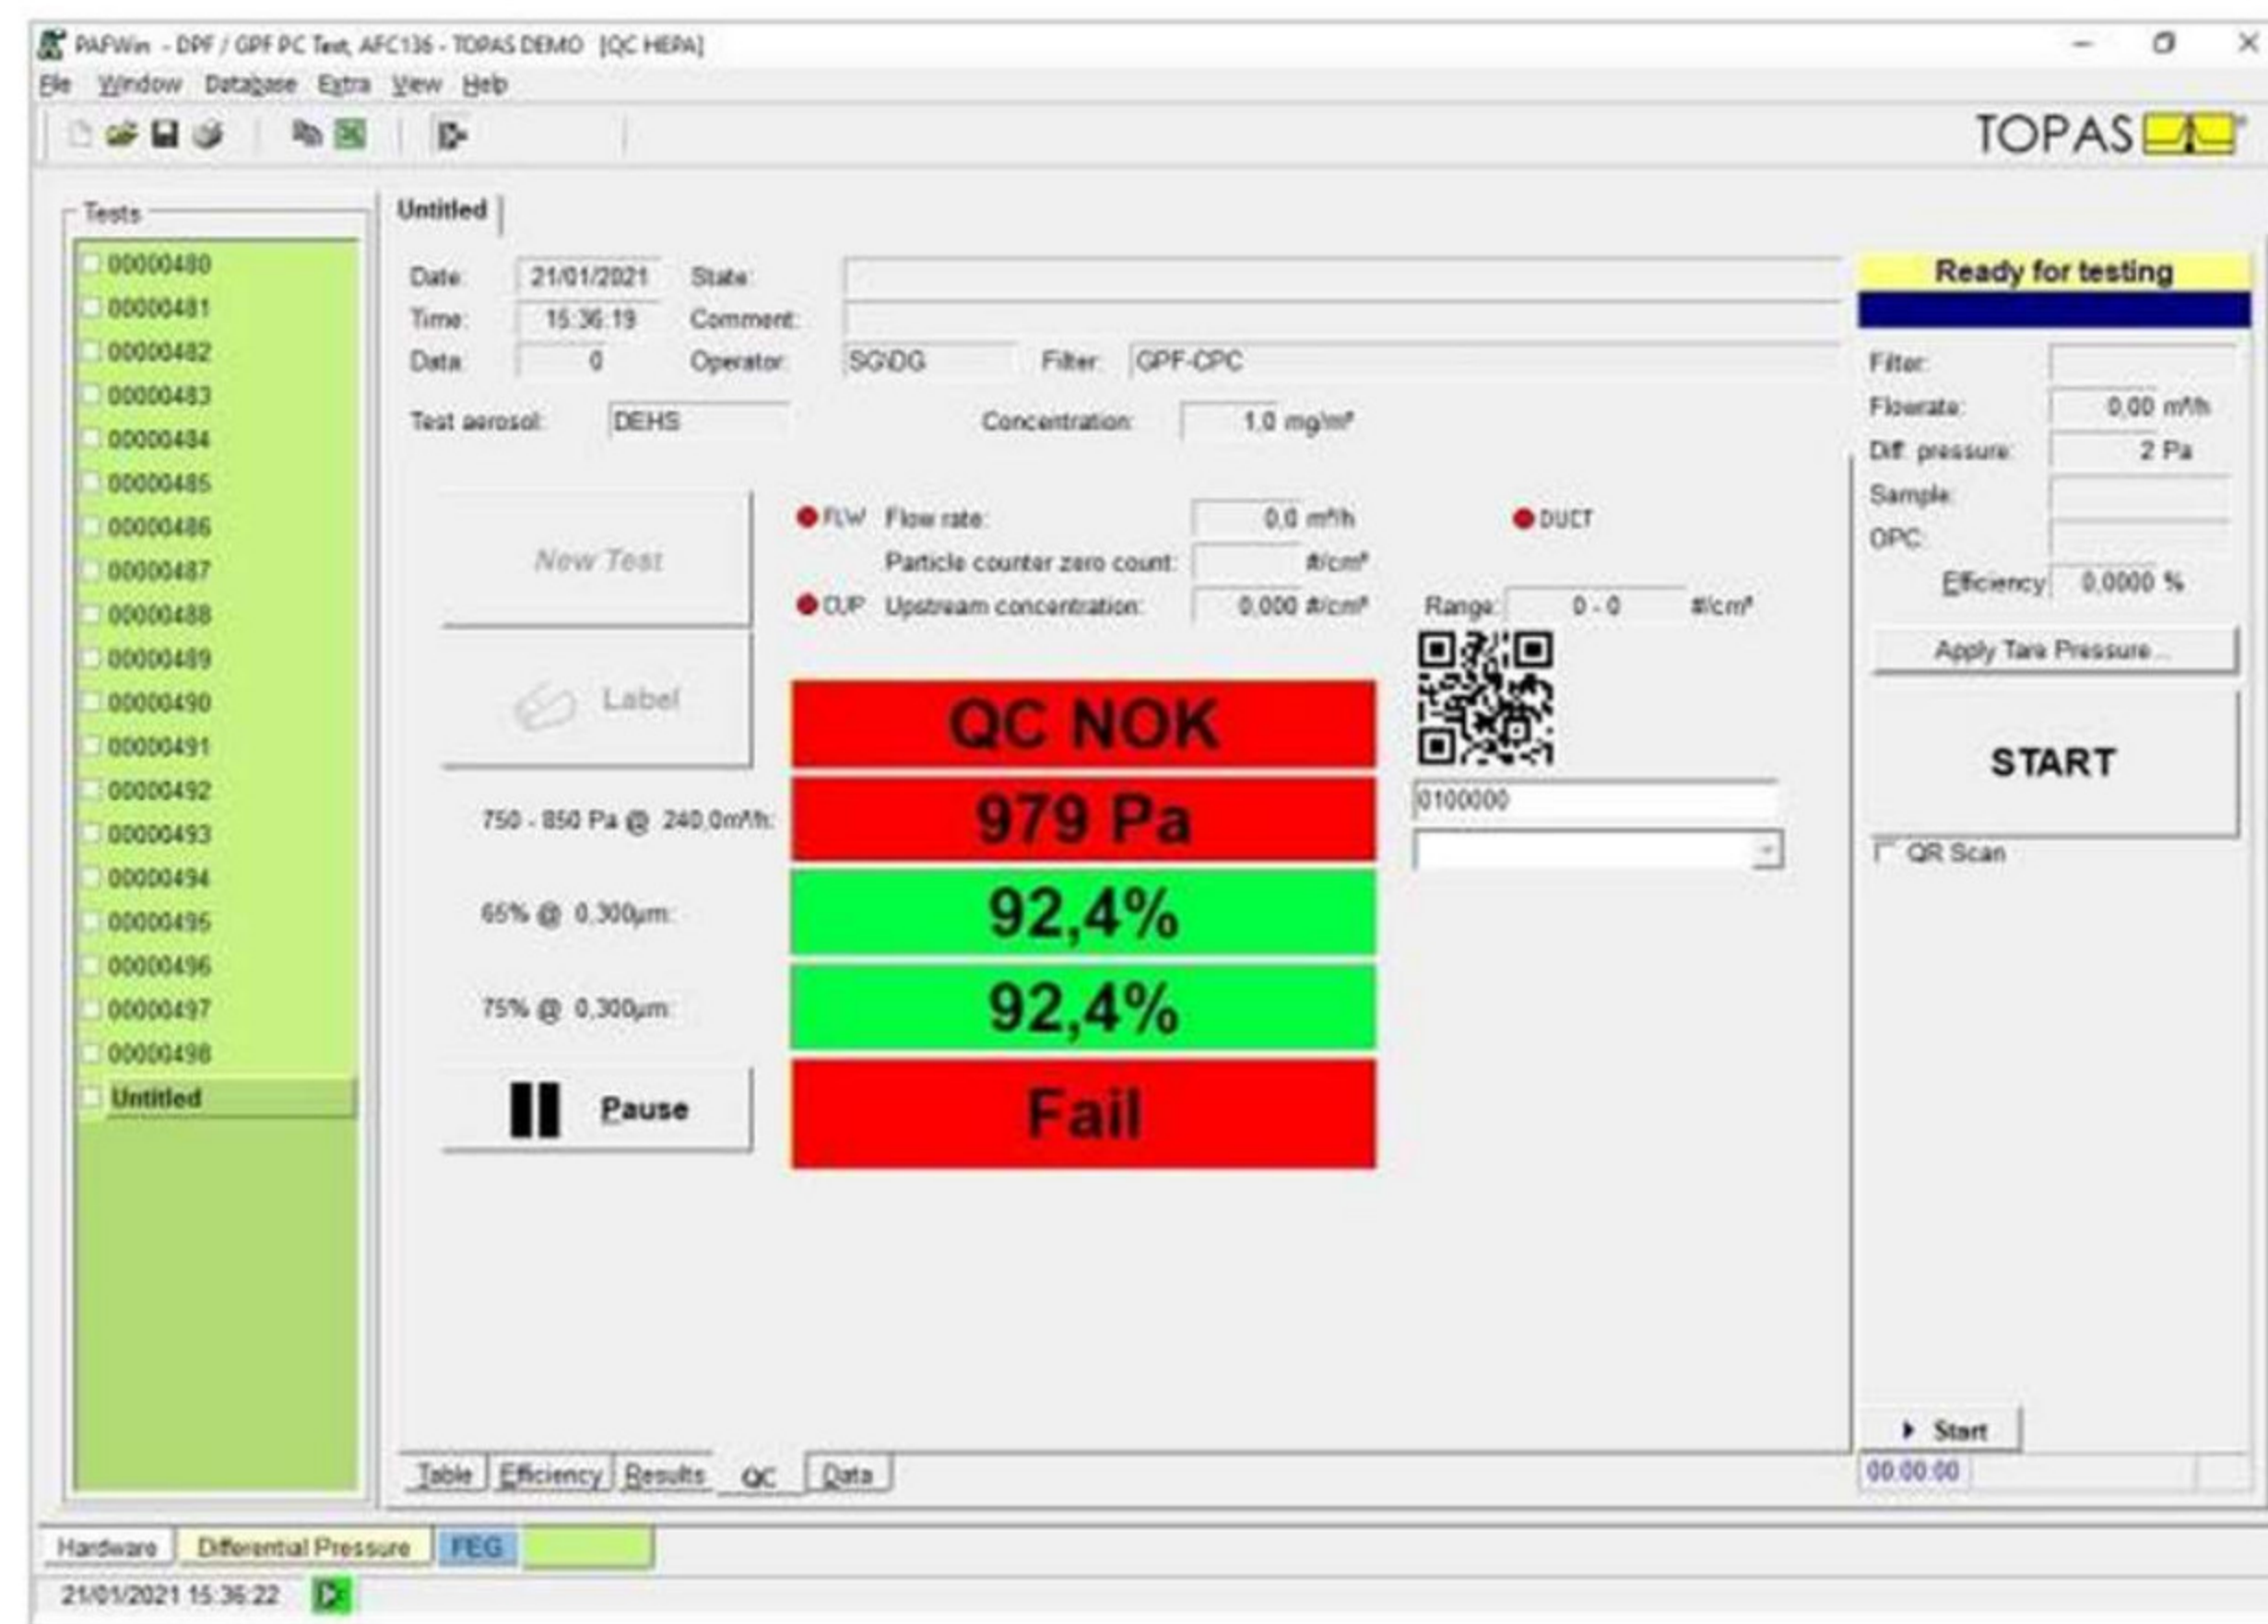 PAFWin - DPF / GPF PC Test, AFC136 - TOPAS DEMO [QC HEPA]
File Window Database Extra View Help
TOPAS
Tests
00000480
00000481
00000482
00000483
00000484
00000485
00000486
00000487
00000488
00000489
00000490
00000491
00000492
00000493
00000494
00000495
00000496
00000497
00000498
Untitled
Untitled
Date: 21/01/2021 State:
Time: 15:36:19 Comment:
Data: 0 Operator: SG\DG Filter: GPF-CPC
Test aerosol: DEHS Concentration: 1,0 mg/m³
New Test
Label
FLW Flow rate: 0,0 m³/h DUCT
Particle counter zero count: #/cm³
CUP Upstream concentration: 0,000 #/cm³ Range: 0 - 0 #/cm³
QC NOK
750 - 850 Pa @ 240,0m³/h: 979 Pa
0100000
65% @ 0,300µm: 92,4%
75% @ 0,300µm: 92,4%
Pause
Fail
Ready for testing
Filter:
Flowrate: 0,00 m³/h
Diff. pressure: 2 Pa
Sample:
OPC:
Efficiency 0,0000 %
Apply Tare Pressure...
START
QR Scan
Start
00:00:00
Table Efficiency Results QC Data
Hardware Differential Pressure FEG
21/01/2021 15:36:22